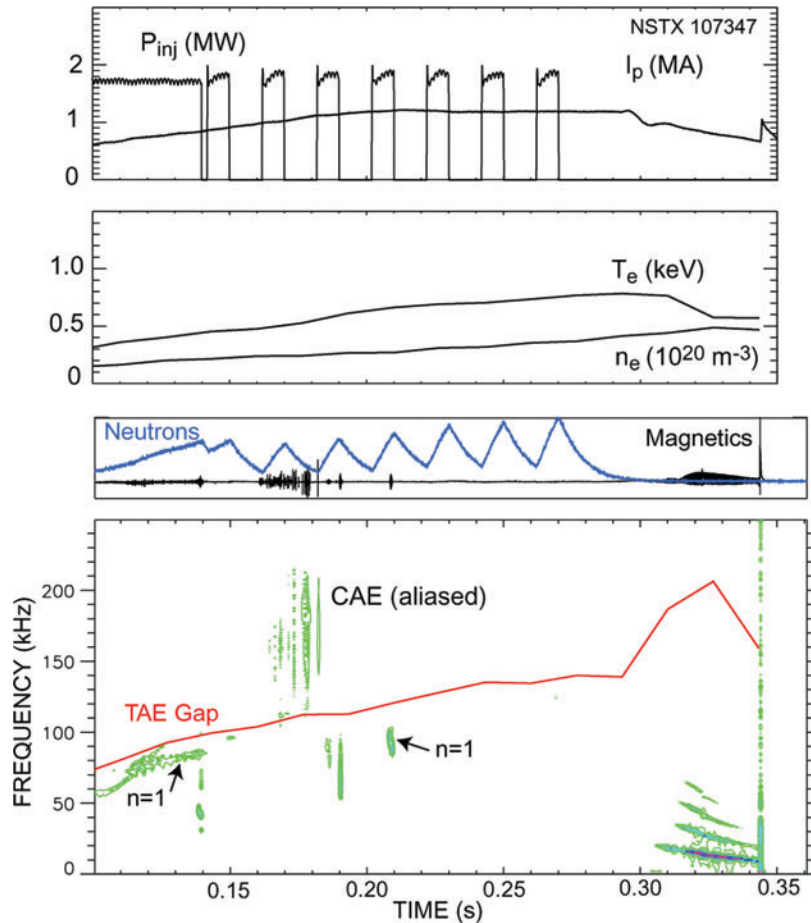 NSTX 107347
P_inj (MW)
I_p (MA)
2
1
0
T_e (keV)
1.0
0.5
n_e (10^20 m^-3)
0
Neutrons
Magnetics
FREQUENCY (kHz)
200
CAE (aliased)
150
TAE Gap
100
n=1
n=1
50
0
0.15
0.20
0.25
0.30
0.35
TIME (s)